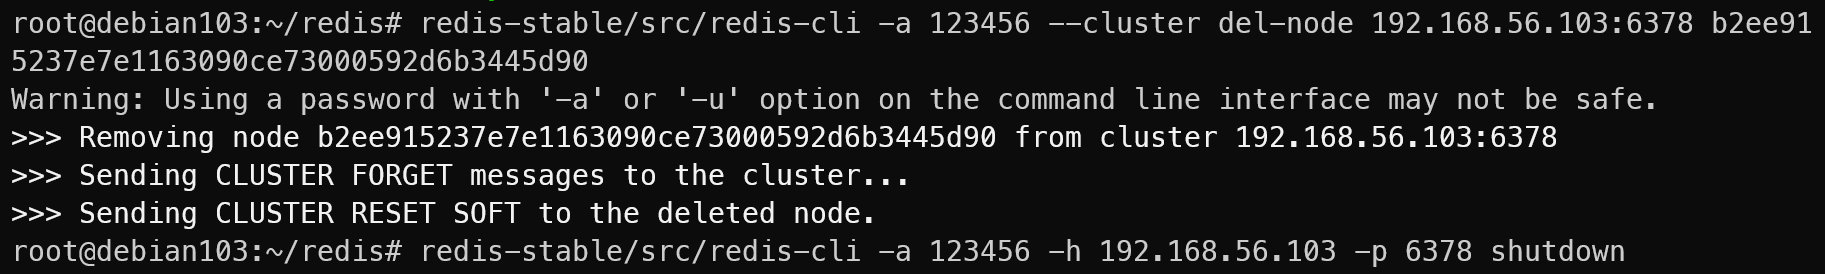 root@debian103:~/redis# redis-stable/src/redis-cli -a 123456 --cluster del-node 192.168.56.103:6378 b2ee91
5237e7e1163090ce73000592d6b3445d90
Warning: Using a password with '-a' or '-u' option on the command line interface may not be safe.
>>> Removing node b2ee915237e7e1163090ce73000592d6b3445d90 from cluster 192.168.56.103:6378
>>> Sending CLUSTER FORGET messages to the cluster...
>>> Sending CLUSTER RESET SOFT to the deleted node.
root@debian103:~/redis# redis-stable/src/redis-cli -a 123456 -h 192.168.56.103 -p 6378 shutdown